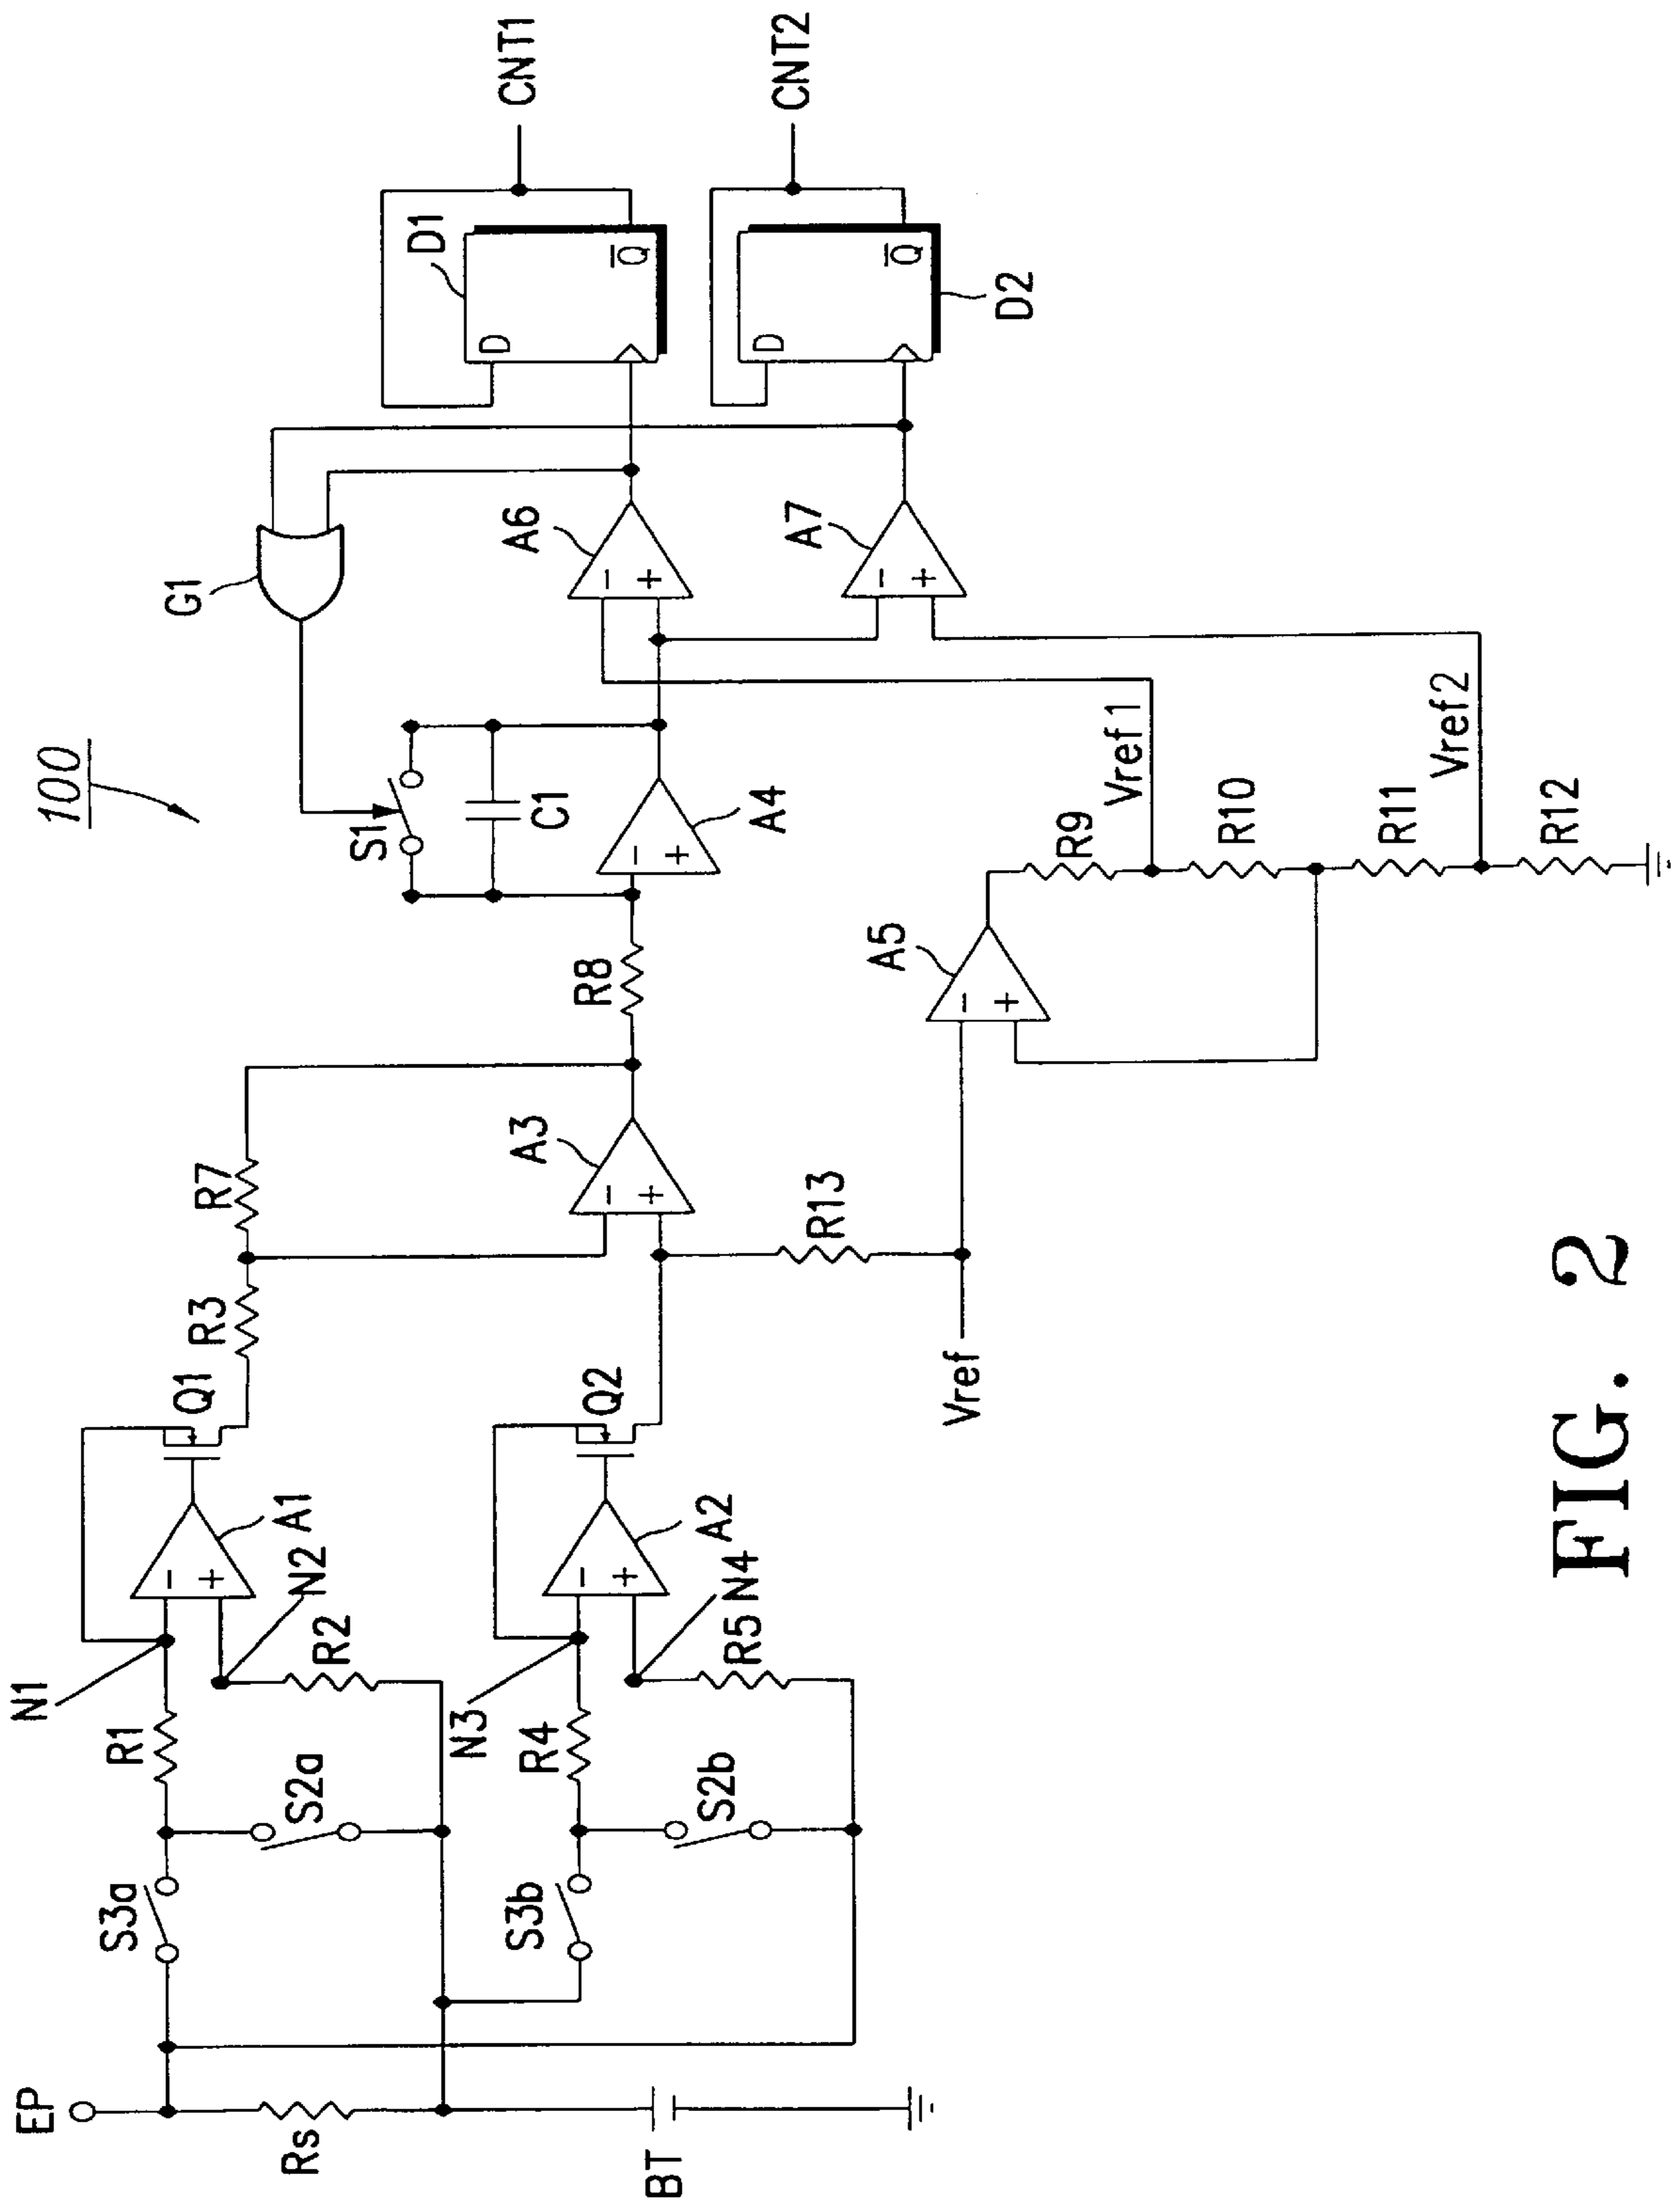 100
EP
Rs
BT
S3a
S2a
R1
N1
N2
R2
-
+
A1
Q1
R3
R7
S3b
S2b
R4
N3
N4
R5
-
+
A2
Q2
-
+
A3
R13
Vref
R8
-
+
A4
C1
S1
G1
-
+
A5
R9
Vref1
R10
R11
Vref2
R12
-
+
A6
-
+
A7
D1
D
Q̅
CNT1
D2
D
Q̅
CNT2
FIG. 2